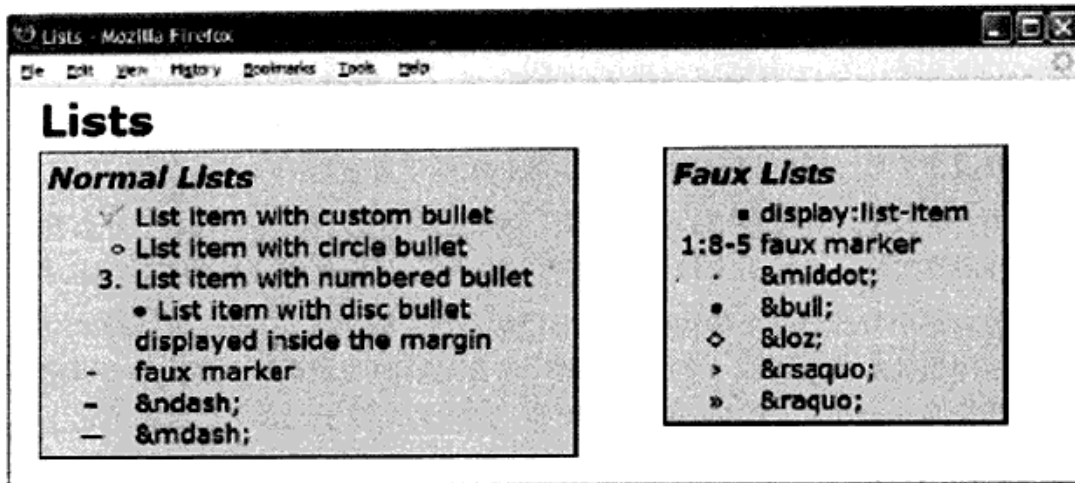 Lists - Mozilla Firefox
File Edit View History Bookmarks Tools Help
Lists
Normal Lists
List item with custom bullet
List item with circle bullet
3. List item with numbered bullet
• List item with disc bullet
displayed inside the margin
- faux marker
– &ndash;
— &mdash;
Faux Lists
▪ display:list-item
1:8-5 faux marker
· &middot;
• &bull;
◊ &loz;
› &rsaquo;
» &raquo;